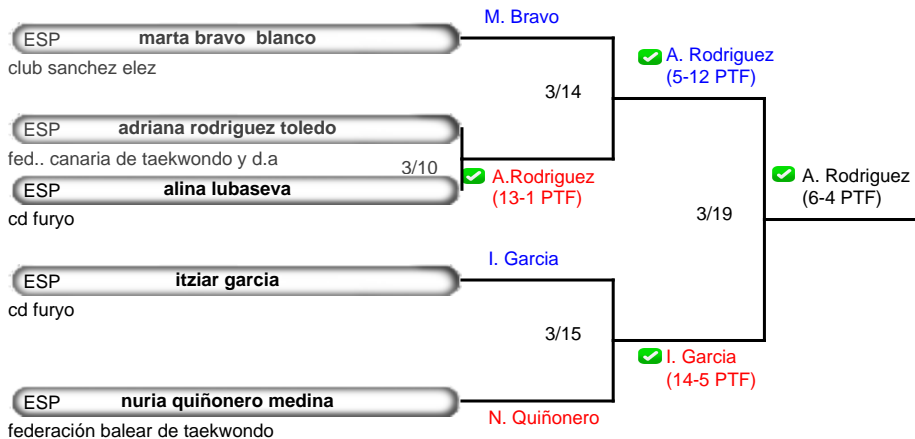 M. Bravo
ESP marta bravo  blanco
club sanchez elez
A. Rodriguez
(5-12 PTF)
3/14
ESP adriana rodriguez toledo
fed.. canaria de taekwondo y d.a
3/10
A.Rodriguez
(13-1 PTF)
ESP alina lubaseva
cd furyo
A. Rodriguez
(6-4 PTF)
3/19
I. Garcia
ESP itziar garcia
cd furyo
3/15
I. Garcia
(14-5 PTF)
ESP nuria quiñonero medina
N. Quiñonero
federación balear de taekwondo